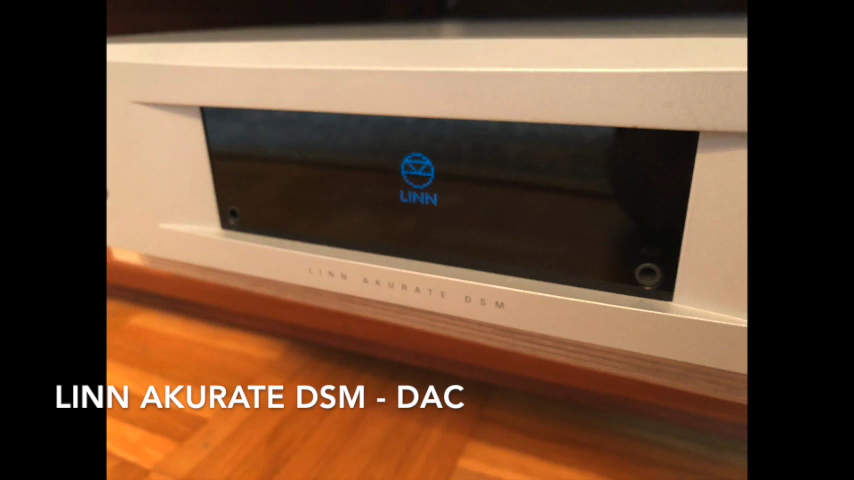 LINN
LINN AKURATE DSM
LINN AKURATE DSM - DAC